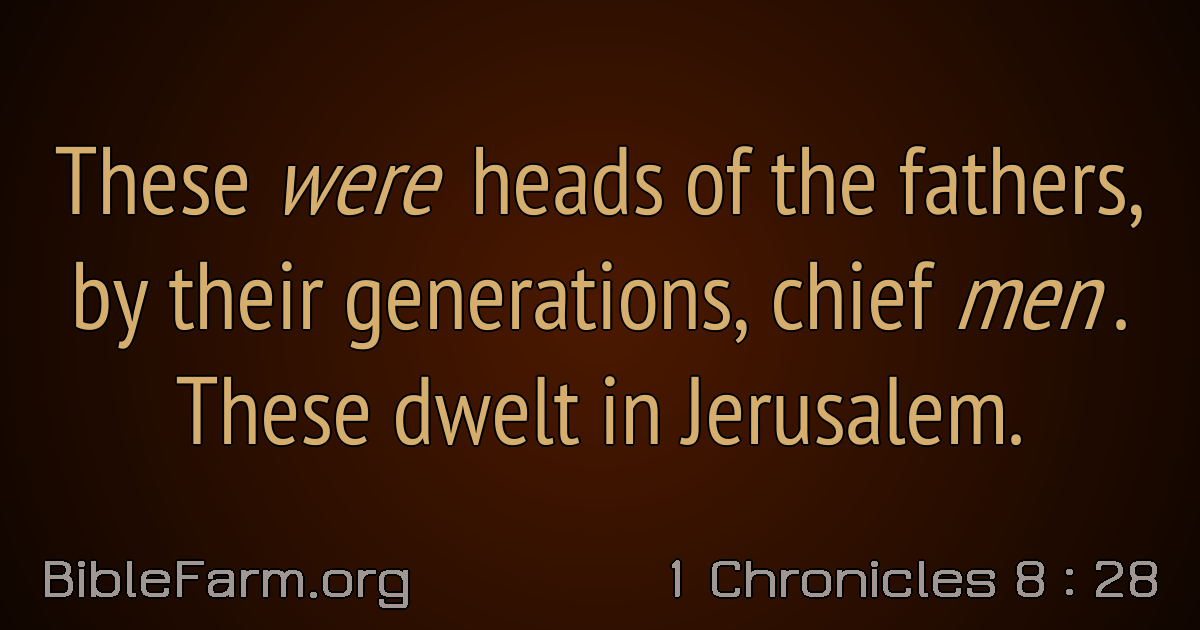 These were heads of the fathers,
by their generations, chief men.
These dwelt in Jerusalem.
BibleFarm.org
1 Chronicles 8 : 28